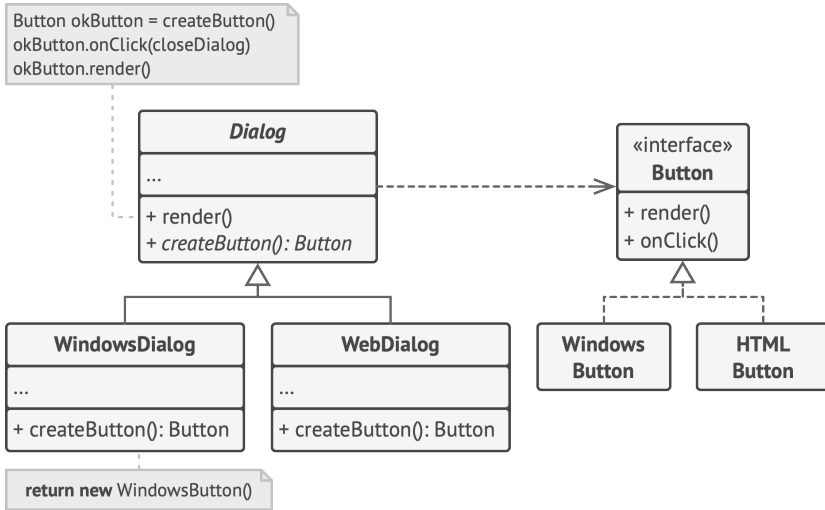 Button okButton = createButton()
okButton.onClick(closeDialog)
okButton.render()
Dialog
...
+ render()
+ createButton(): Button
«interface»
Button
+ render()
+ onClick()
WindowsDialog
...
+ createButton(): Button
WebDialog
...
+ createButton(): Button
Windows
Button
HTML
Button
return new WindowsButton()